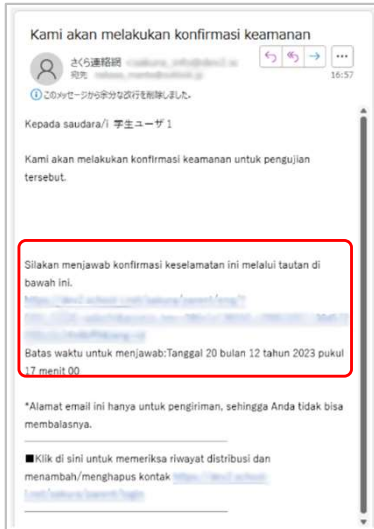 Kami akan melakukan konfirmasi keamanan
さくら連絡網
宛先
16:57
このメッセージから余分な改行を削除しました。
Kepada saudara/i 学生ユーザ1
Kami akan melakukan konfirmasi keamanan untuk pengujian
tersebut.
Silakan menjawab konfirmasi keselamatan ini melalui tautan di
bawah ini.
Batas waktu untuk menjawab:Tanggal 20 bulan 12 tahun 2023 pukul
17 menit 00
*Alamat email ini hanya untuk pengiriman, sehingga Anda tidak bisa
membalasnya.
■Klik di sini untuk memeriksa riwayat distribusi dan
menambah/menghapus kontak